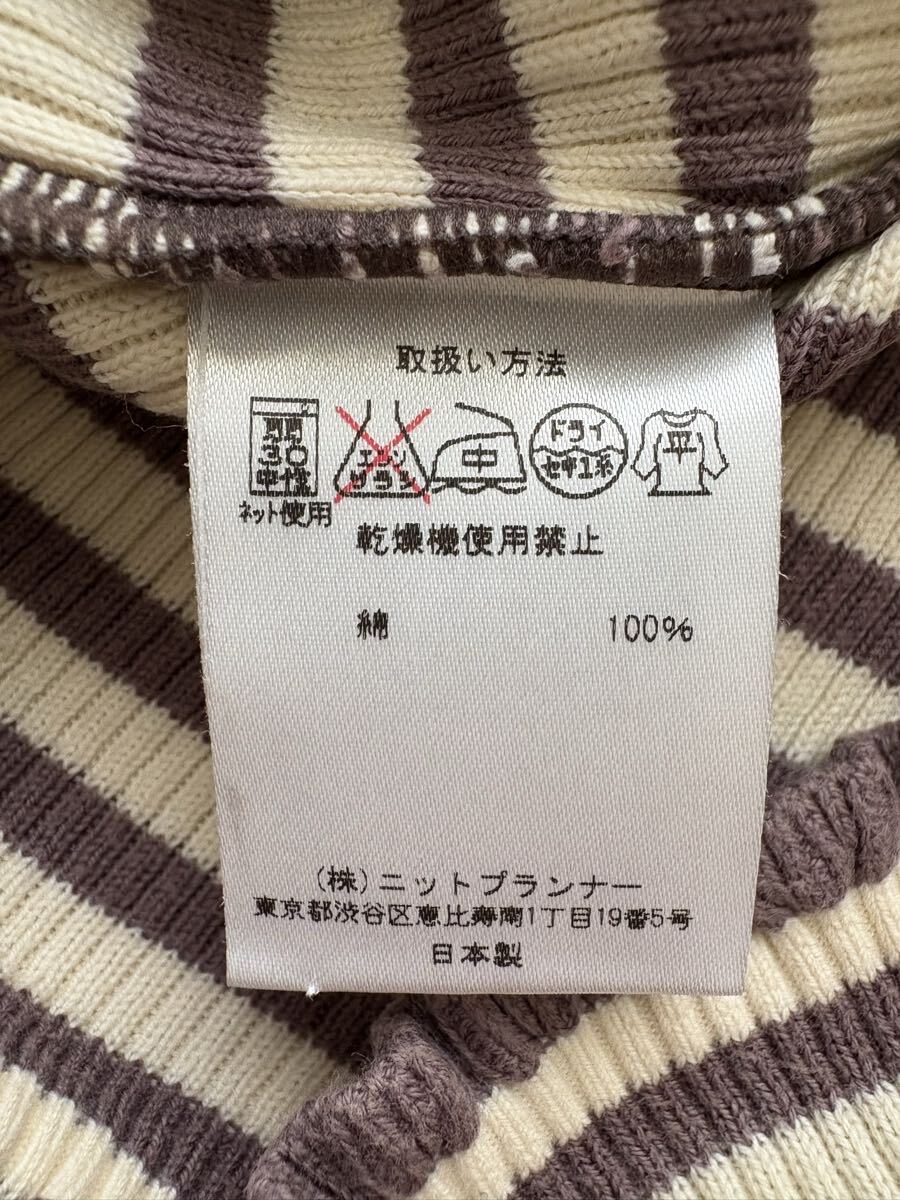 取扱い方法
弱 30 中性
エンソ サラシ
中
ドライ セキユ系
平
ネット使用
乾燥機使用禁止
綿 100%
(株)ニットプランナー
東京都渋谷区恵比寿南1丁目19番5号
日本製